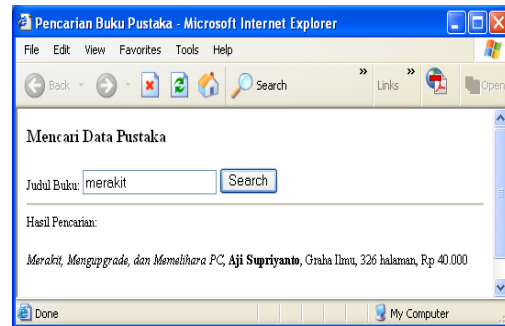 Pencarian Buku Pustaka - Microsoft Internet Explorer
File Edit View Favorites Tools Help
Back Search » Links » Open
Mencari Data Pustaka
Judul Buku: merakit Search
Hasil Pencarian:
Merakit, Mengupgrade, dan Memelihara PC, Aji Supriyanto, Graha Ilmu, 326 halaman, Rp 40.000
Done My Computer